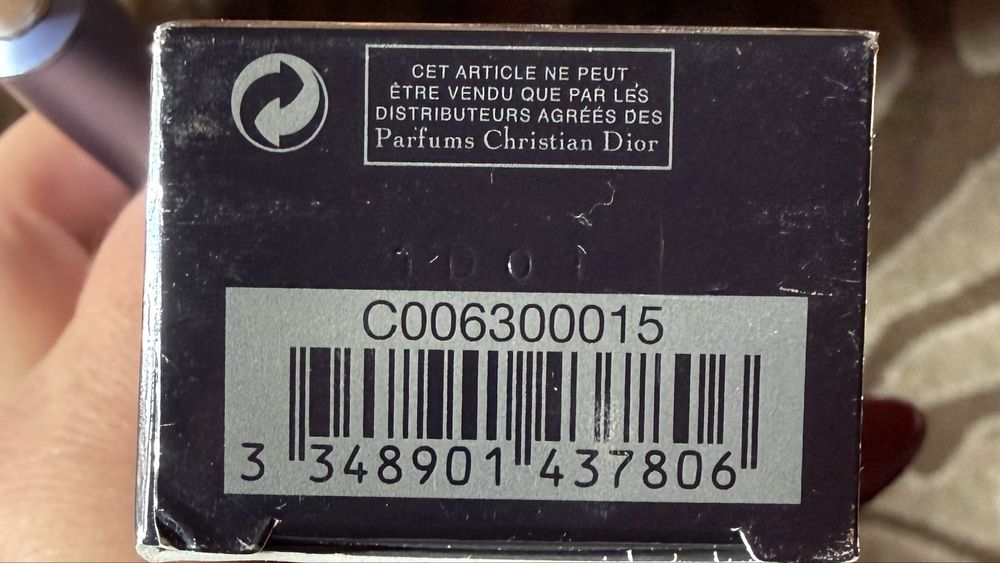 CET ARTICLE NE PEUT
ÊTRE VENDU QUE PAR LES
DISTRIBUTEURS AGRÉÉS DES
Parfums Christian Dior
C006300015
3 348901 437806